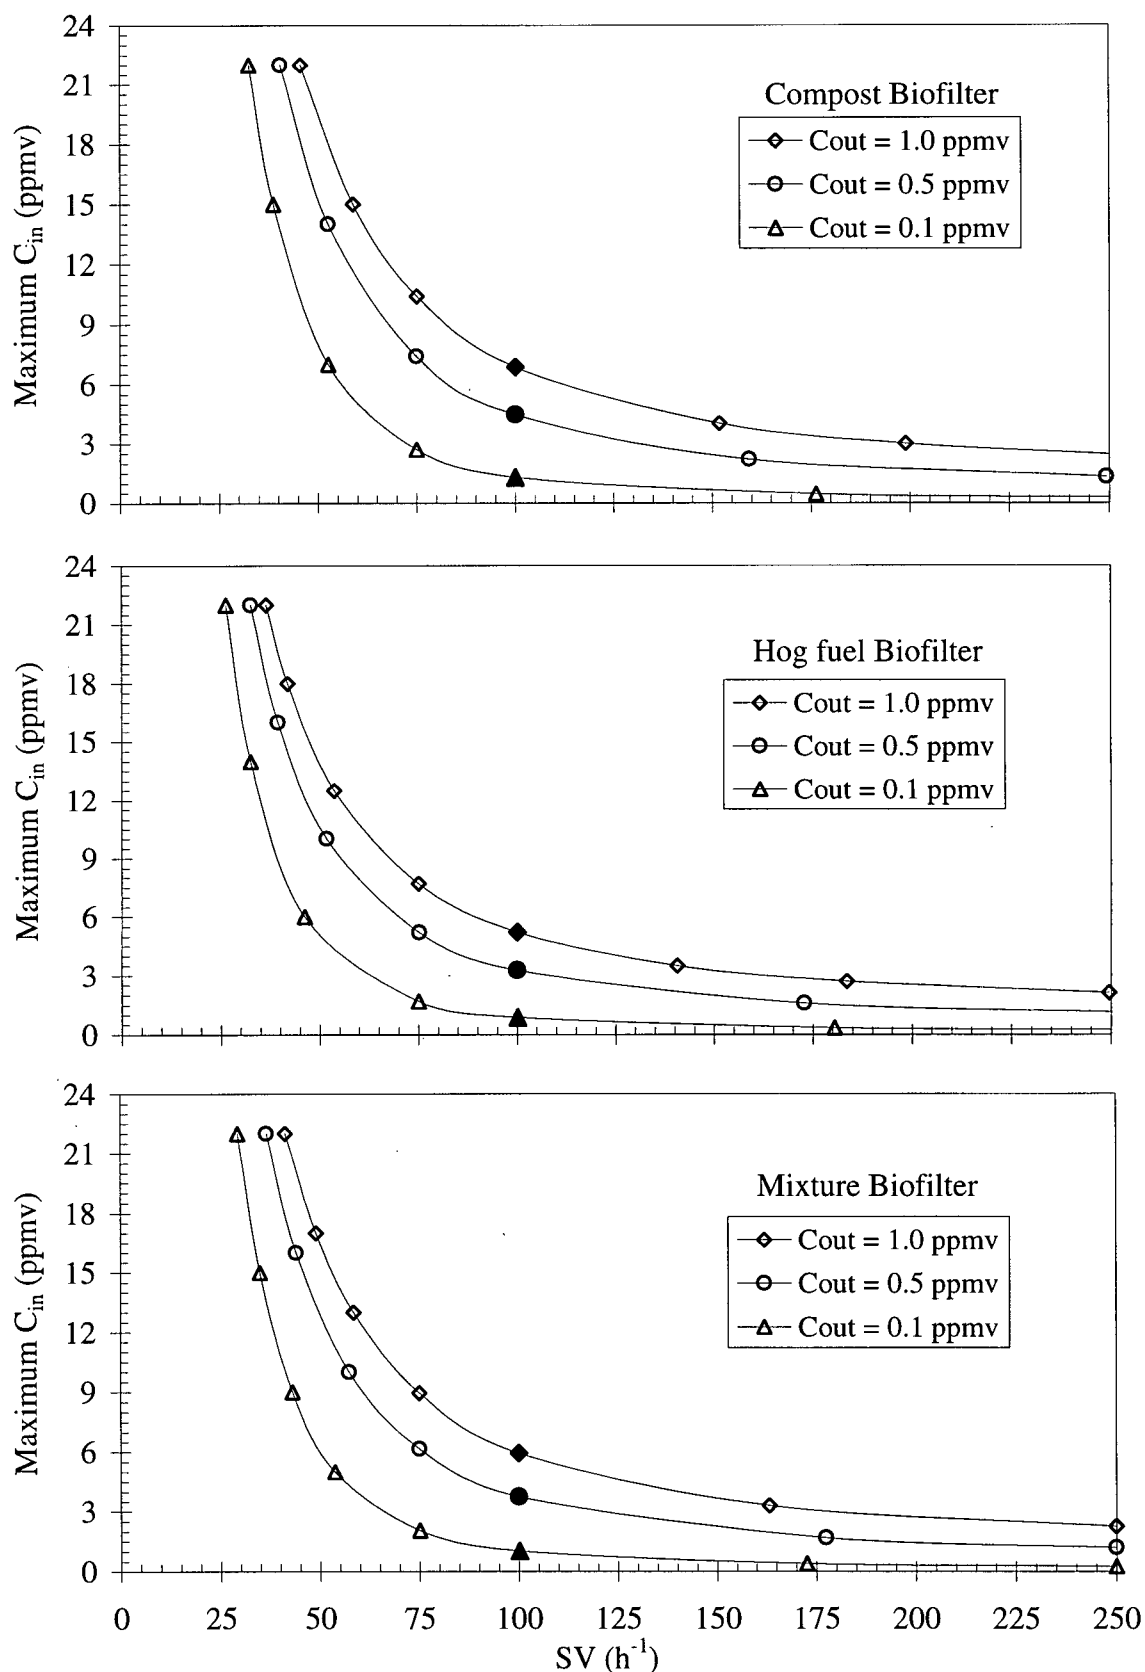 24
21
18
15
12
9
6
3
0
Maximum C_in (ppmv)
Compost Biofilter
Cout = 1.0 ppmv
Cout = 0.5 ppmv
Cout = 0.1 ppmv
24
21
18
15
12
9
6
3
0
Maximum C_in (ppmv)
Hog fuel Biofilter
Cout = 1.0 ppmv
Cout = 0.5 ppmv
Cout = 0.1 ppmv
24
21
18
15
12
9
6
3
0
Maximum C_in (ppmv)
Mixture Biofilter
Cout = 1.0 ppmv
Cout = 0.5 ppmv
Cout = 0.1 ppmv
0 25 50 75 100 125 150 175 200 225 250
SV (h⁻¹)